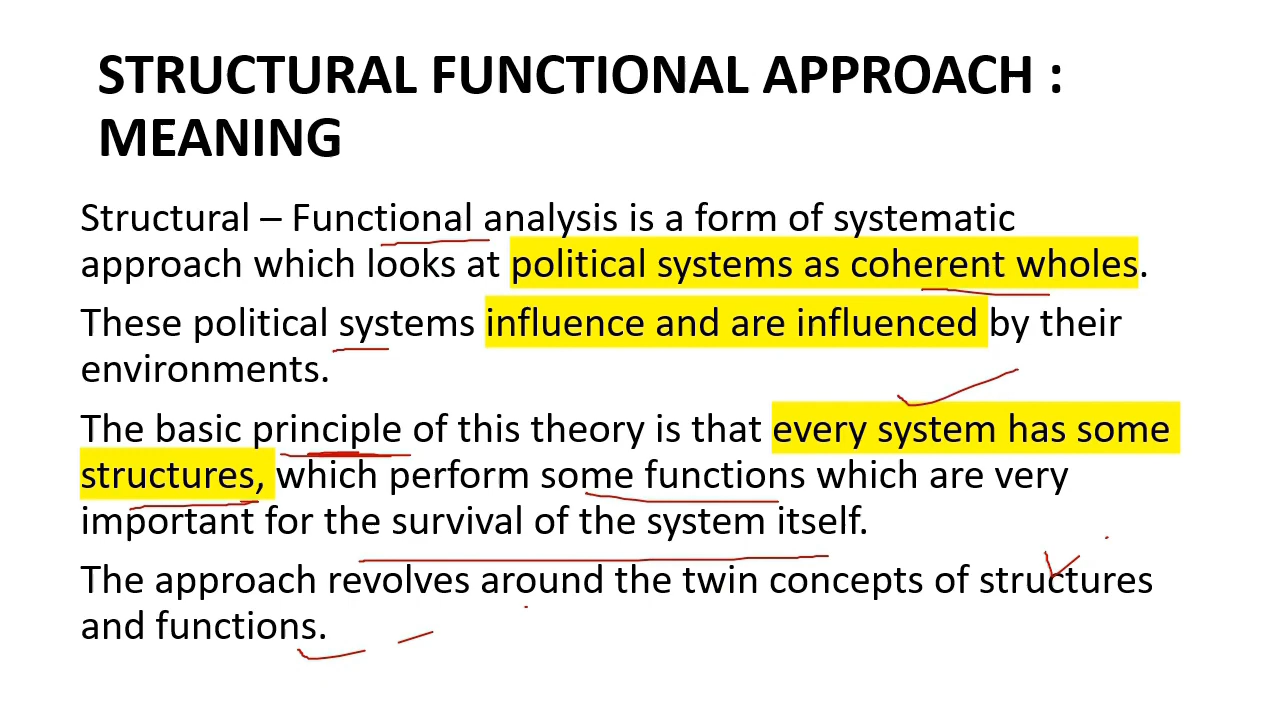 STRUCTURAL FUNCTIONAL APPROACH :
MEANING
Structural – Functional analysis is a form of systematic
approach which looks at political systems as coherent wholes.
These political systems influence and are influenced by their
environments.
The basic principle of this theory is that every system has some
structures, which perform some functions which are very
important for the survival of the system itself.
The approach revolves around the twin concepts of structures
and functions.